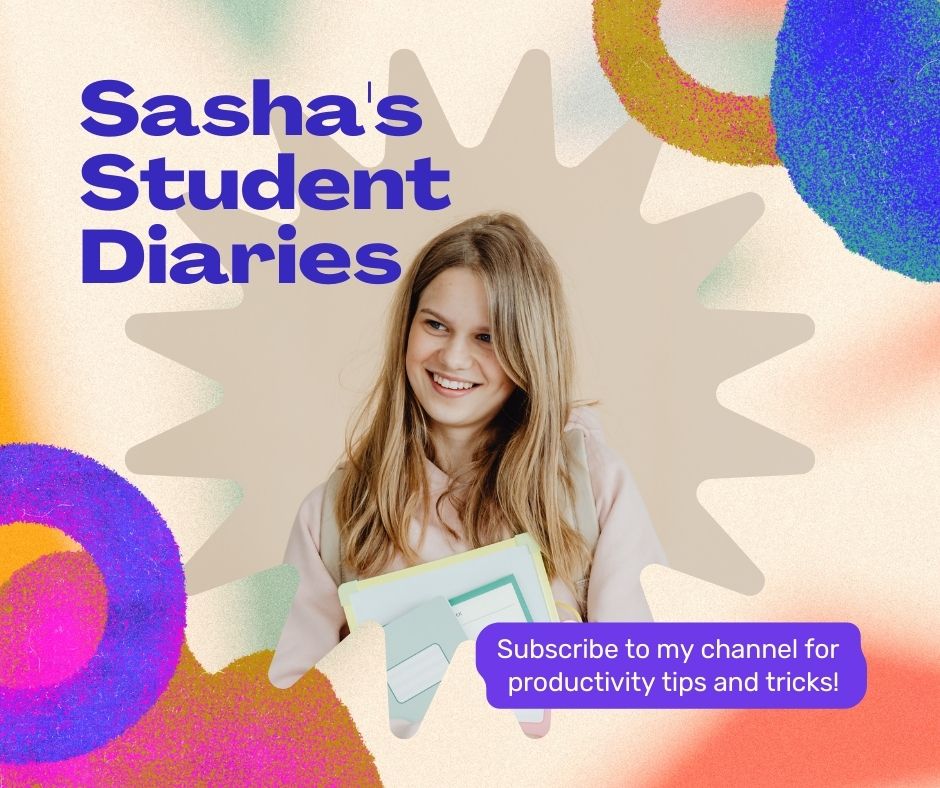 Sasha's
Student
Diaries
Subscribe to my channel for
productivity tips and tricks!